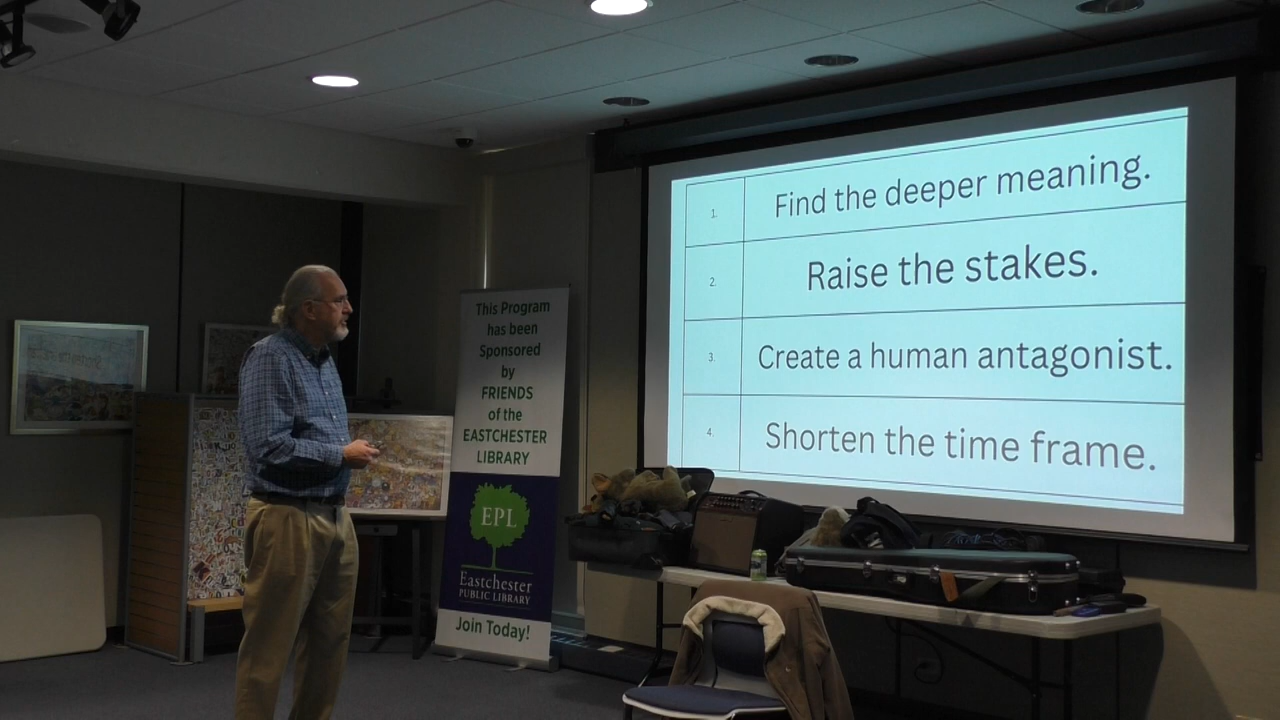 This Program
has been
Sponsored
by
FRIENDS
of the
EASTCHESTER
LIBRARY
EPL
Eastchester
PUBLIC LIBRARY
Join Today!
1. Find the deeper meaning.
2. Raise the stakes.
3. Create a human antagonist.
4. Shorten the time frame.